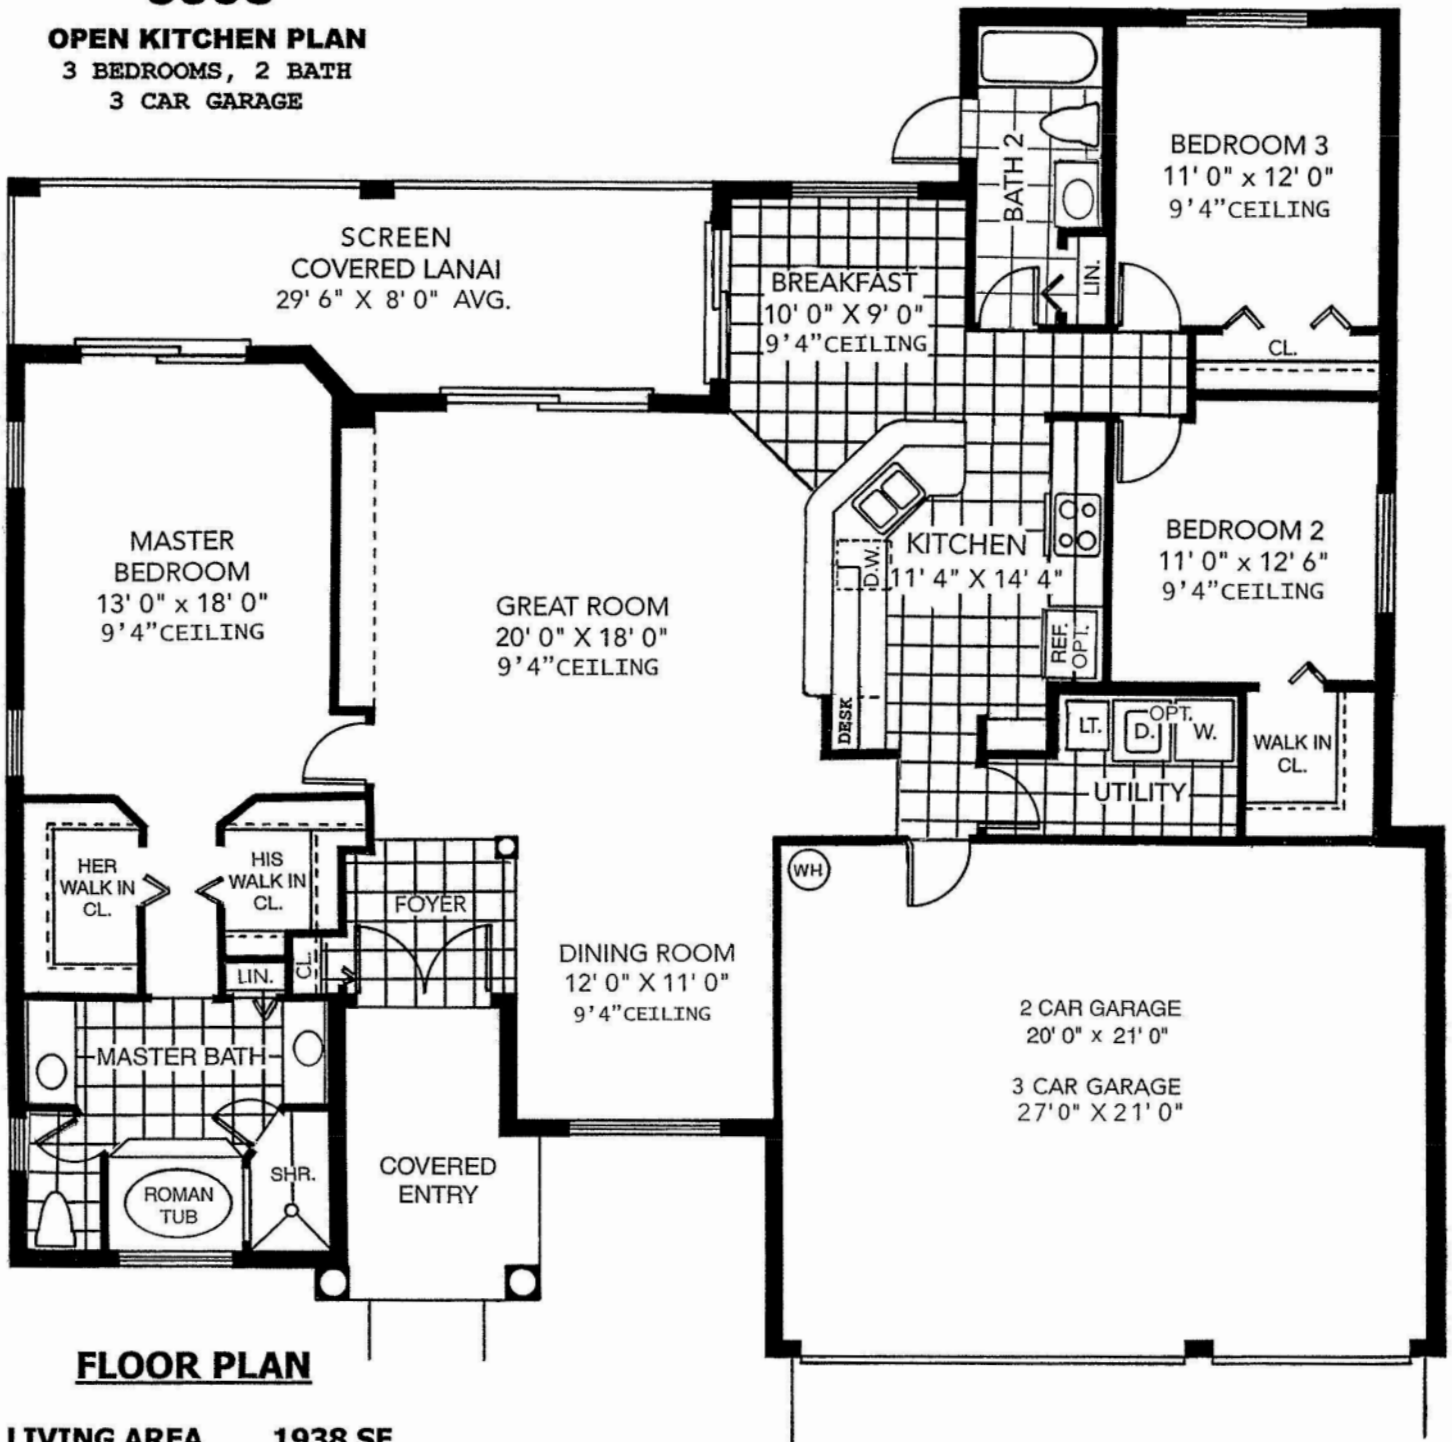 OPEN KITCHEN PLAN
3 BEDROOMS, 2 BATH
3 CAR GARAGE
BATH 2
LIN.
BEDROOM 3
11' 0" x 12' 0"
9'4"CEILING
CL.
SCREEN
COVERED LANAI
29' 6" X 8' 0" AVG.
BREAKFAST
10' 0" X 9' 0"
9'4"CEILING
MASTER
BEDROOM
13' 0" x 18' 0"
9'4"CEILING
GREAT ROOM
20' 0" X 18' 0"
9'4"CEILING
D.W.
KITCHEN
11' 4" X 14' 4"
REF.
OPT.
DESK
BEDROOM 2
11' 0" x 12' 6"
9'4"CEILING
LT.
OPT.
D.
W.
UTILITY
WALK IN
CL.
HER
WALK IN
CL.
HIS
WALK IN
CL.
LIN.
CL.
FOYER
WH
DINING ROOM
12' 0" X 11' 0"
9'4"CEILING
2 CAR GARAGE
20' 0" x 21' 0"
3 CAR GARAGE
27'0" X 21' 0"
MASTER BATH
ROMAN
TUB
SHR.
COVERED
ENTRY
FLOOR PLAN
LIVING AREA 1938 SF